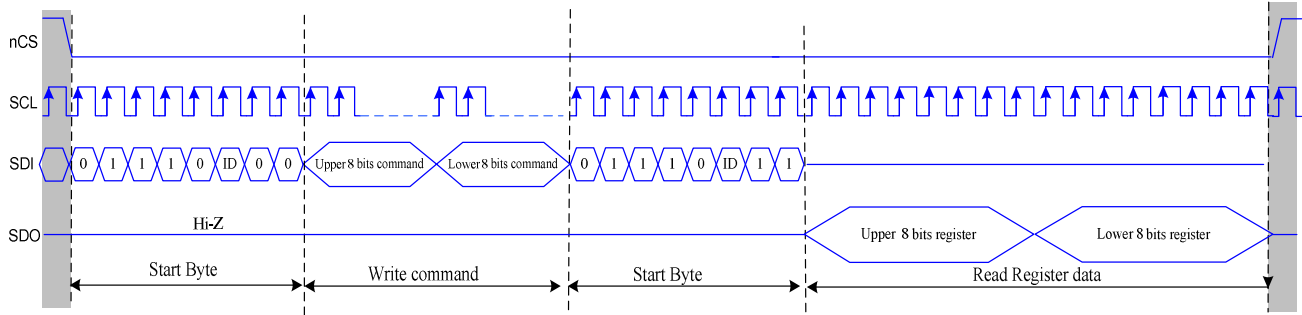 nCS
SCL
SDI 0 1 1 1 0 ID 0 0 Upper 8 bits command Lower 8 bits command 0 1 1 1 0 ID 1 1
Hi-Z
SDO Upper 8 bits register Lower 8 bits register
Start Byte Write command Start Byte Read Register data